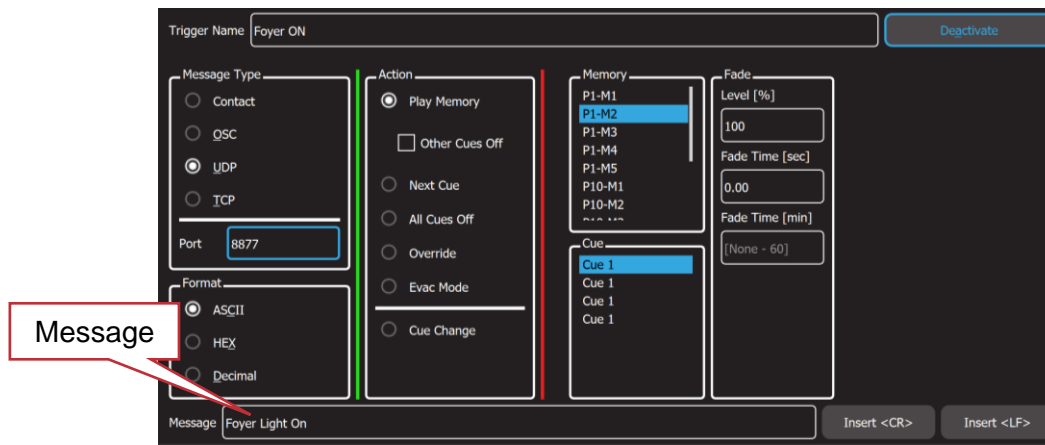 Trigger Name Foyer ON Deactivate
Message Type
Contact
OSC
UDP
TCP
Port 8877
Format
ASCII
HEX
Decimal
Action
Play Memory
Other Cues Off
Next Cue
All Cues Off
Override
Evac Mode
Cue Change
Memory
P1-M1
P1-M2
P1-M3
P1-M4
P1-M5
P10-M1
P10-M2
Cue
Cue 1
Cue 1
Cue 1
Cue 1
Fade
Level [%]
100
Fade Time [sec]
0.00
Fade Time [min]
[None - 60]
Message
Message Foyer Light On Insert <CR> Insert <LF>